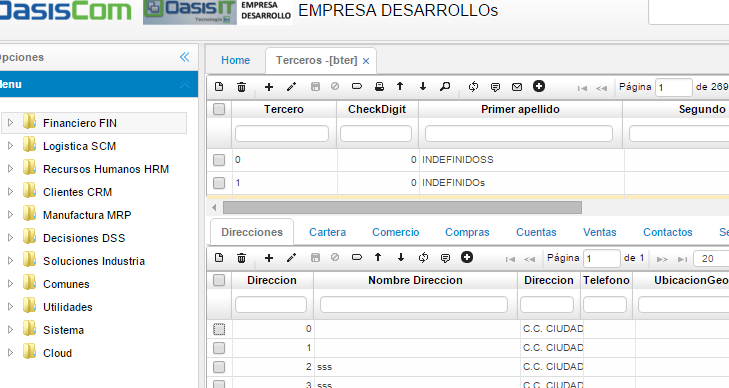 OasisCom OasisIT Tecnología EMPRESA DESARROLLO EMPRESA DESARROLLOs
Opciones
Menu
Financiero FIN
Logistica SCM
Recursos Humanos HRM
Clientes CRM
Manufactura MRP
Decisiones DSS
Soluciones Industria
Comunes
Utilidades
Sistema
Cloud
Home Terceros -[bter] ×
Página 1 de 269
Tercero CheckDigit Primer apellido Segundo
0 0 INDEFINIDOSS
1 0 INDEFINIDOs
Direcciones Cartera Comercio Compras Cuentas Ventas Contactos Se
Página 1 de 1 20
Direccion Nombre Direccion Direccion Telefono UbicacionGeo
0 C.C. CIUDAD
1 C.C. CIUDAD
2 sss C.C. CIUDAD
3 sss C.C. CIUDAD